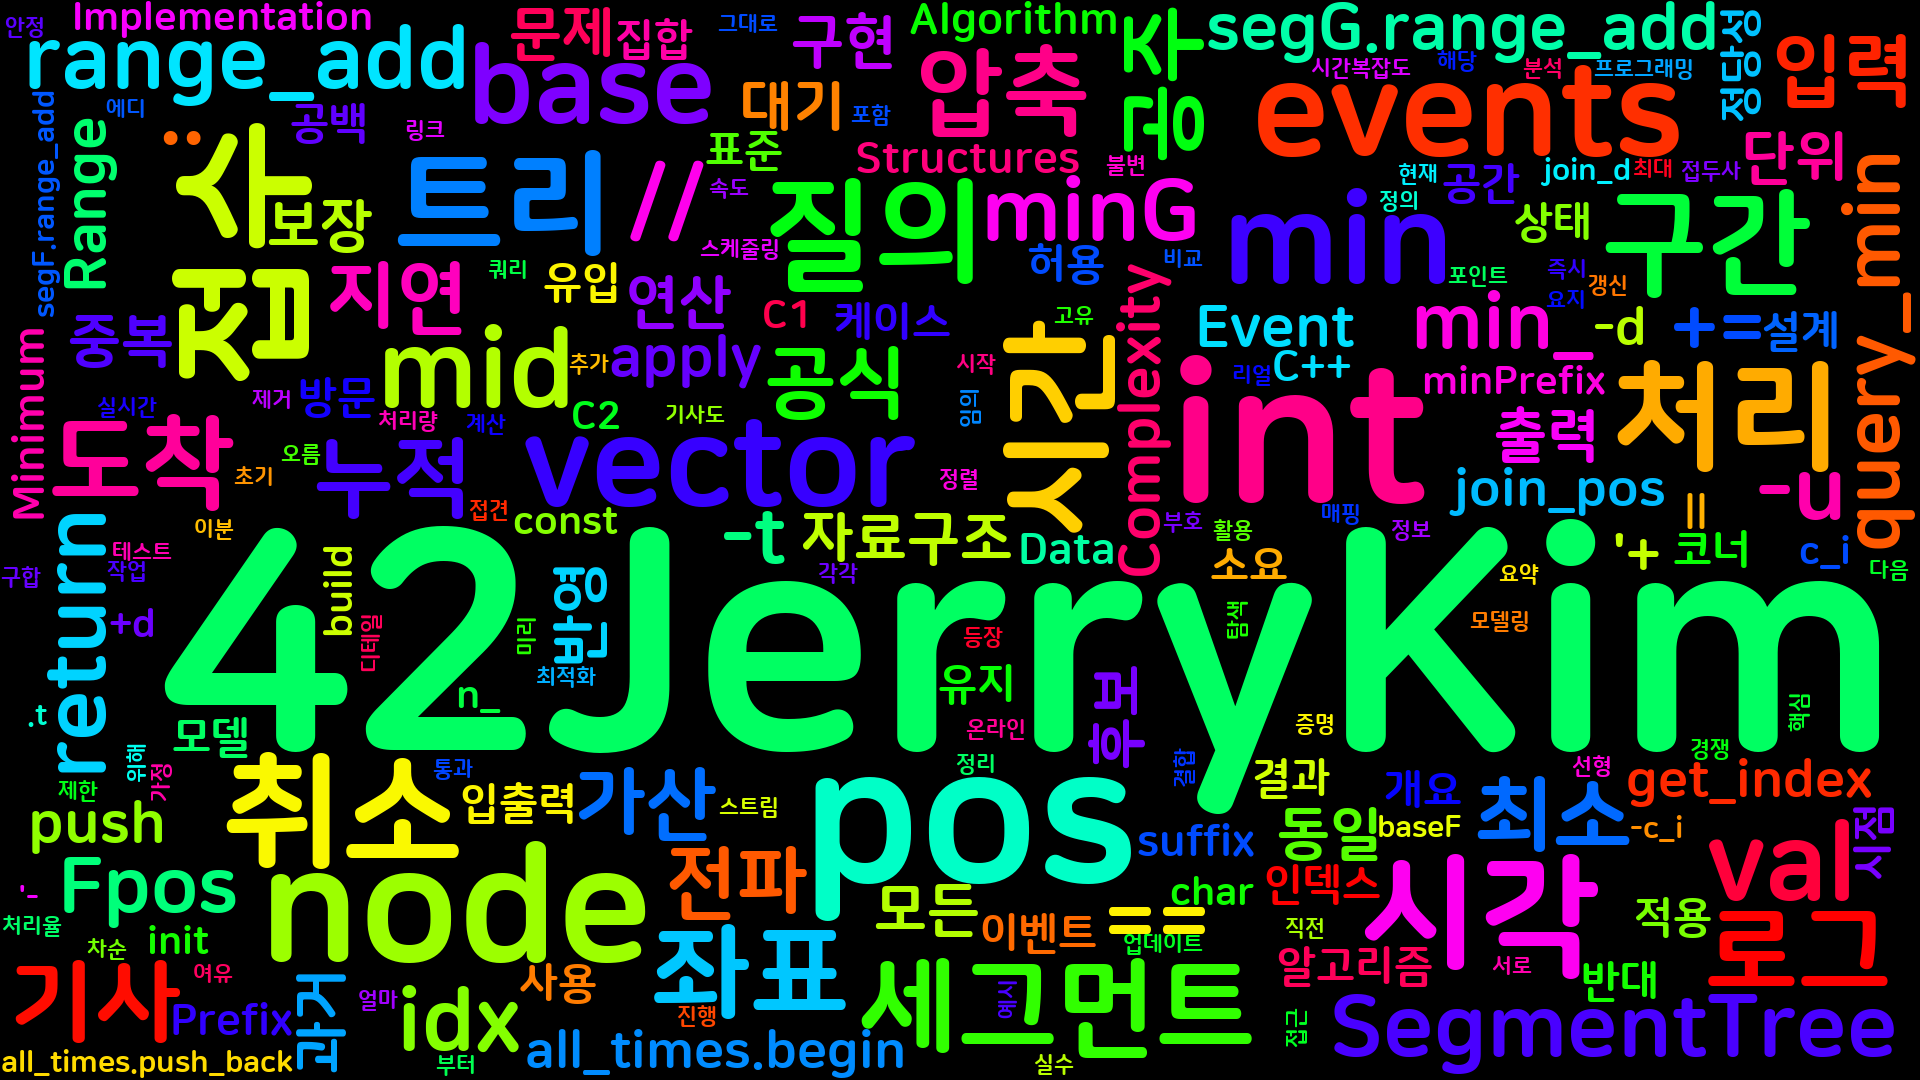 안정 Implementation 문제 집합 그대로 구현 Algorithm 좌 segG.range_add 정당성 입력
range_add base 대기 압축 시간복잡도 해당 분석 프로그래밍
segF.range_add 에디 공백 링크 포함 표준 Structures 불변 events 단위
Range :: 사 보장 트리 // 속도 질의 minG 현재 공간 join_d 최대 접두사
스케줄링 허용 비교 min 정의 상태 구간 query_min
접 지연 쿼리 유입 연산 C1 케이스 고유 Complexity 포인트 즉시 갱신 요지
중복 Event min_ -d += 설계
Minimum mid 추가 apply 공식 시작 시간 리얼 C++ minPrefix 처리
실시간 제거 방문 처리량 계산 C2 기사도 임의 int 출력
도착 초기 오름 누적 vector 정렬
return 이분 접견 const -t 자료구조 Data 부호 활용 매핑 정보 join_pos -u
구합 테스트 작업 build 반영 각각 소요 요약 '+ || 코너 c_i 다음
+d 디테일 미리 42JerryKim 등장 탐색 모델링
.t 모델 n_ 최적화 유지 온라인 후보 증명 핵심
위해 가정 통과 정리 결합 경쟁 선형
제한 push 취소 입출력 가산 스트림 pos suffix 결과 개요 최소 get_index
baseF -c_i 동일 val 시점
'- Fpos node 전파 모든 이벤트 == char 인덱스 시각 적용 로그
처리율 차순 init 업데이트 직전
기사 여유 Prefix 과거 얼마 idx 사용 좌표 진행 세그먼트 예시 알고리즘 서로 반대
all_times.push_back 부터 all_times.begin 실수 접근 SegmentTree